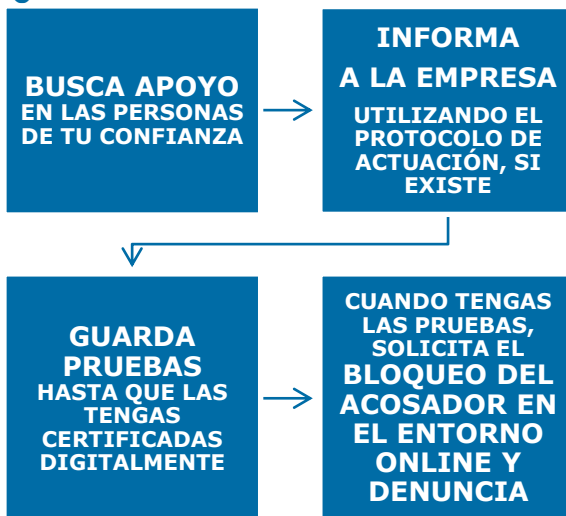 BUSCA APOYO
EN LAS PERSONAS
DE TU CONFIANZA
INFORMA
A LA EMPRESA
UTILIZANDO EL
PROTOCOLO DE
ACTUACIÓN, SI
EXISTE
GUARDA
PRUEBAS
HASTA QUE LAS
TENGAS
CERTIFICADAS
DIGITALMENTE
CUANDO TENGAS
LAS PRUEBAS,
SOLICITA EL
BLOQUEO DEL
ACOSADOR EN
EL ENTORNO
ONLINE Y
DENUNCIA